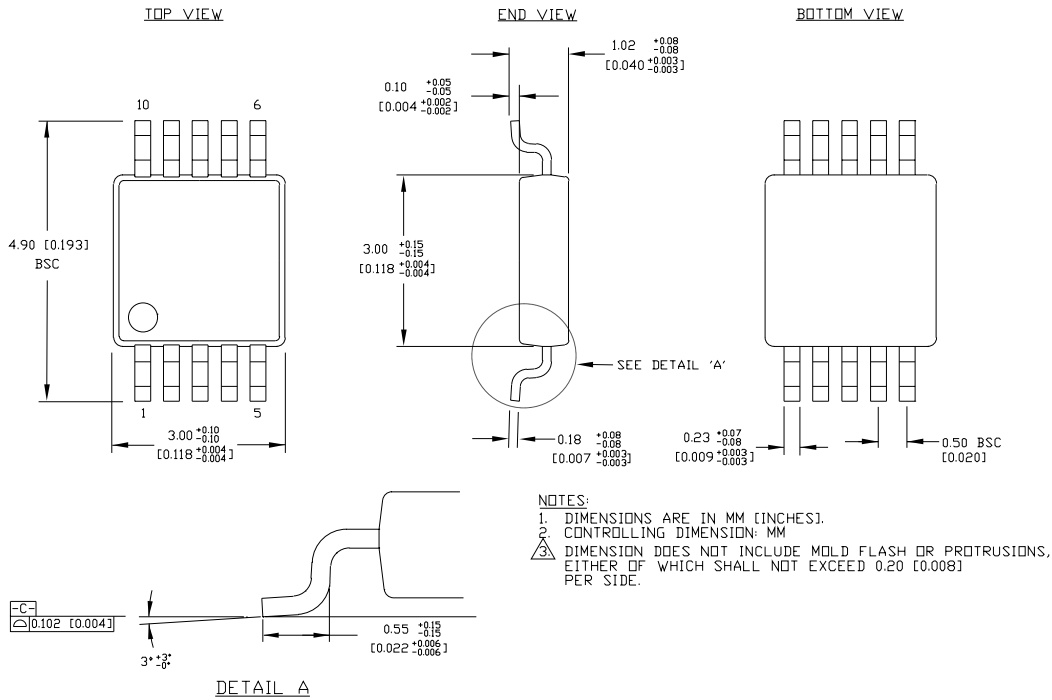 TOP VIEW
END VIEW
BOTTOM VIEW
10
6
4.90 [0.193]
BSC
1
5
3.00 +0.10 -0.10
[0.118 +0.004 -0.004]
1.02 +0.08 -0.08
[0.040 +0.003 -0.003]
0.10 +0.05 -0.05
[0.004 +0.002 -0.002]
3.00 +0.15 -0.15
[0.118 +0.004 -0.004]
SEE DETAIL 'A'
0.18 +0.08 -0.08
[0.007 +0.003 -0.003]
0.23 +0.07 -0.08
[0.009 +0.003 -0.003]
0.50 BSC
[0.020]
NOTES:
1. DIMENSIONS ARE IN MM [INCHES].
2. CONTROLLING DIMENSION: MM
3. DIMENSION DOES NOT INCLUDE MOLD FLASH OR PROTRUSIONS,
EITHER OF WHICH SHALL NOT EXCEED 0.20 [0.008]
PER SIDE.
-C-
⌓ 0.102 [0.004]
3° +3° -0°
0.55 +0.15 -0.15
[0.022 +0.006 -0.006]
DETAIL A